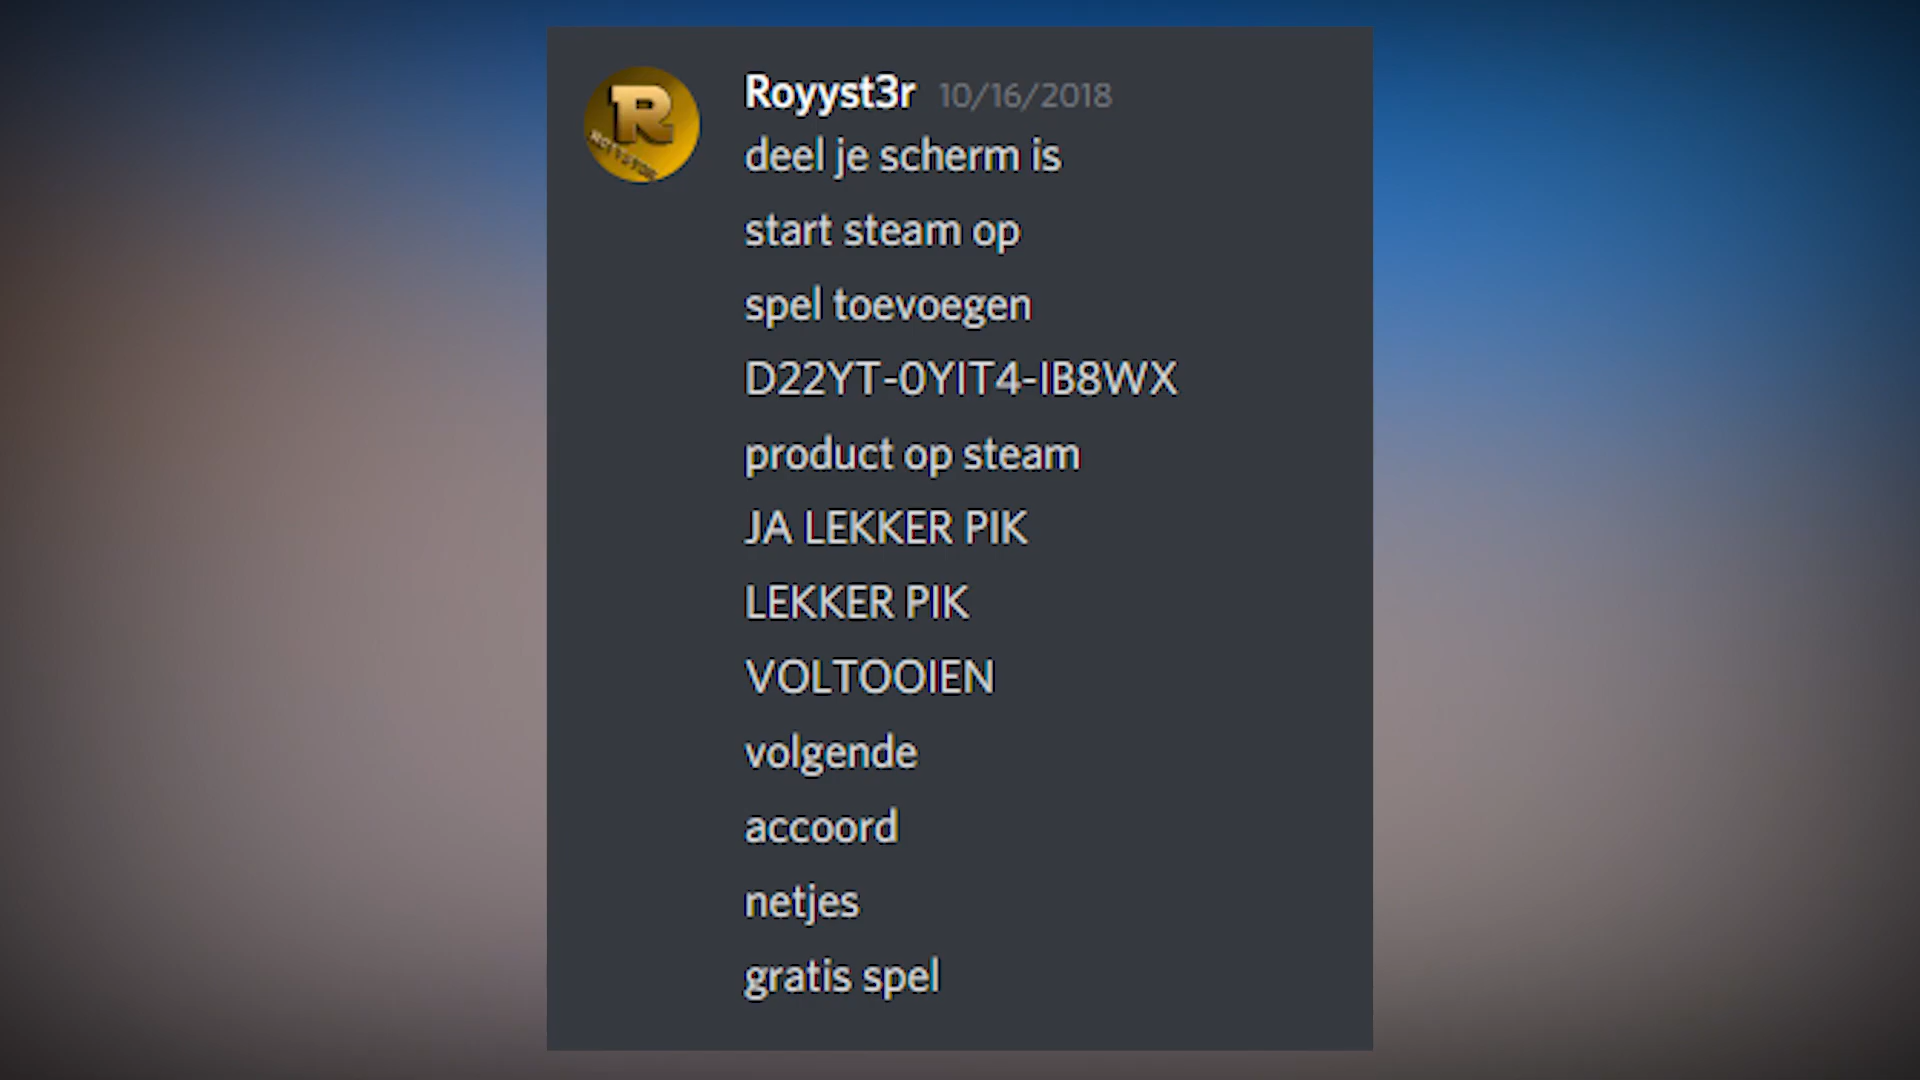 Royyst3r 10/16/2018
deel je scherm is
start steam op
spel toevoegen
D22YT-0YIT4-IB8WX
product op steam
JA LEKKER PIK
LEKKER PIK
VOLTOOIEN
volgende
accoord
netjes
gratis spel
R